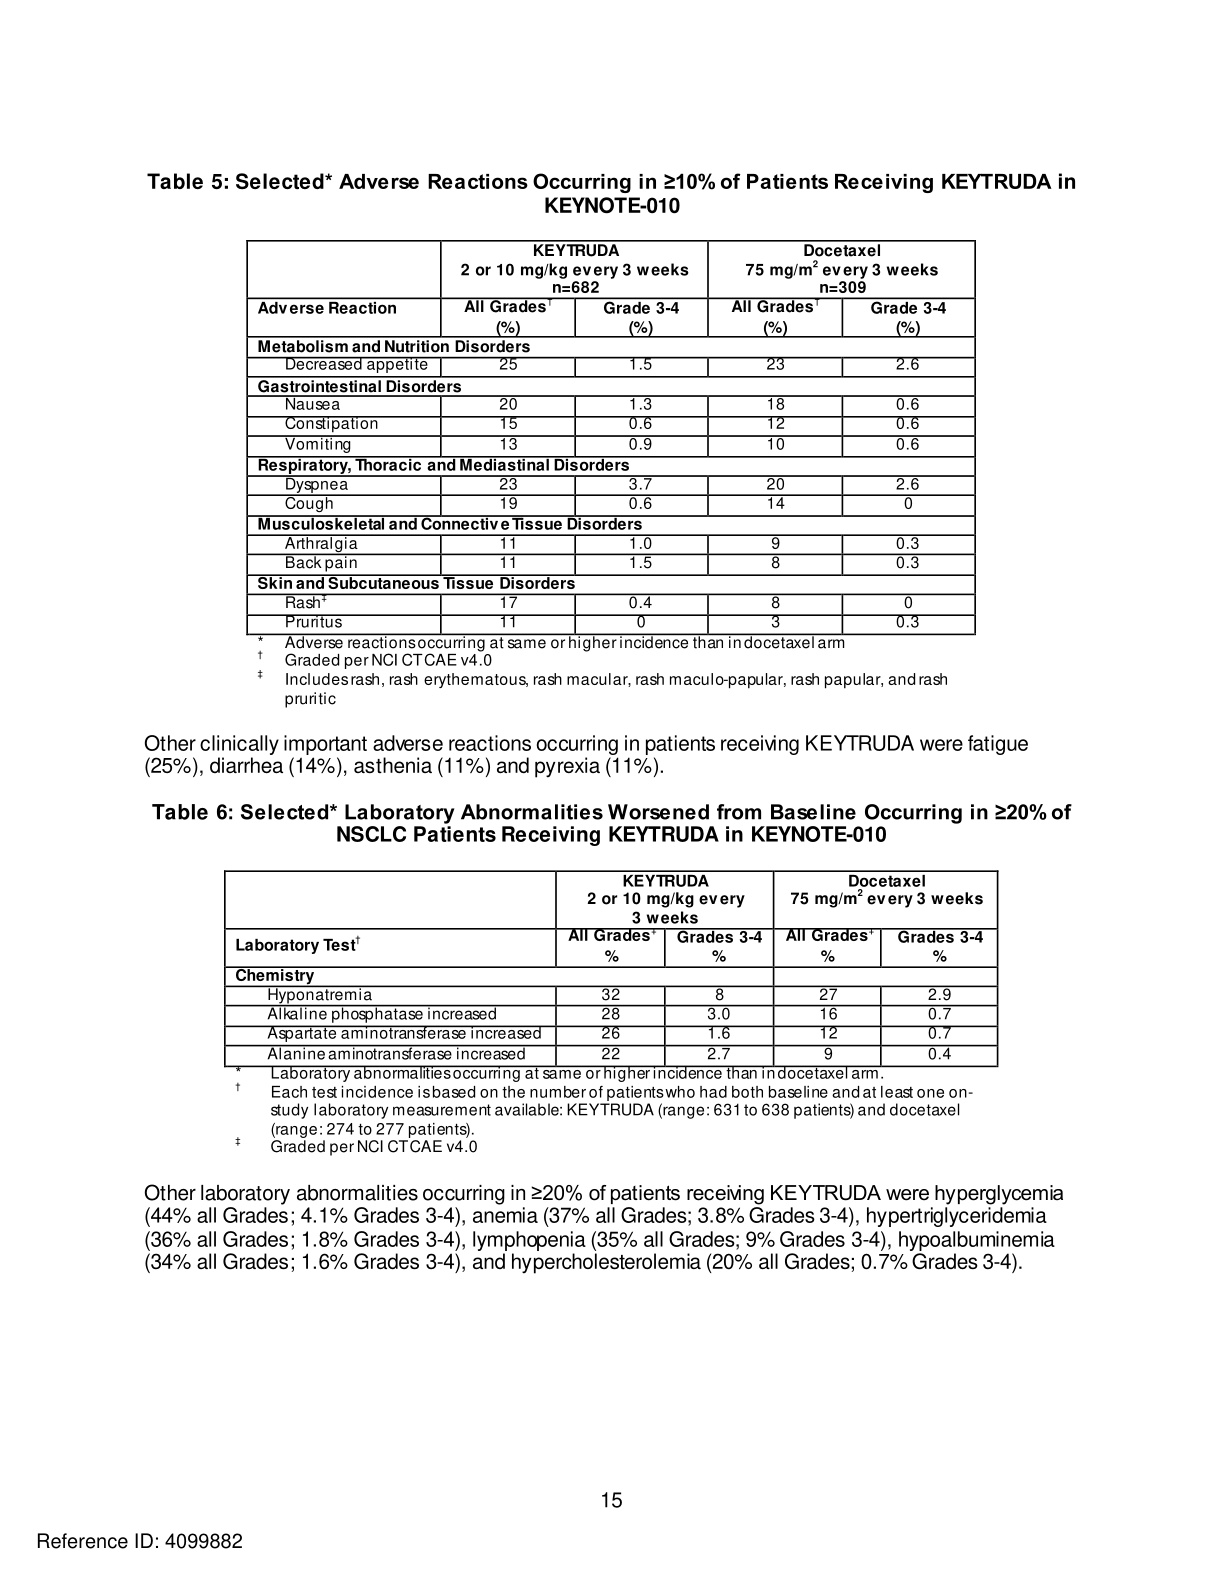 Table 5: Selected* Adverse Reactions Occurring in ≥10% of Patients Receiving KEYTRUDA in
KEYNOTE-010
KEYTRUDA
2 or 10 mg/kg every 3 weeks
n=682
Docetaxel
75 mg/m2 every 3 weeks
n=309
Adverse Reaction All Grades† (%) Grade 3-4 (%) All Grades† (%) Grade 3-4 (%)
Metabolism and Nutrition Disorders
Decreased appetite 25 1.5 23 2.6
Gastrointestinal Disorders
Nausea 20 1.3 18 0.6
Constipation 15 0.6 12 0.6
Vomiting 13 0.9 10 0.6
Respiratory, Thoracic and Mediastinal Disorders
Dyspnea 23 3.7 20 2.6
Cough 19 0.6 14 0
Musculoskeletal and Connective Tissue Disorders
Arthralgia 11 1.0 9 0.3
Back pain 11 1.5 8 0.3
Skin and Subcutaneous Tissue Disorders
Rash‡ 17 0.4 8 0
Pruritus 11 0 3 0.3
* Adverse reactions occurring at same or higher incidence than in docetaxel arm
† Graded per NCI CTCAE v4.0
‡ Includes rash, rash erythematous, rash macular, rash maculo-papular, rash papular, and rash
pruritic
Other clinically important adverse reactions occurring in patients receiving KEYTRUDA were fatigue
(25%), diarrhea (14%), asthenia (11%) and pyrexia (11%).
Table 6: Selected* Laboratory Abnormalities Worsened from Baseline Occurring in ≥20% of
NSCLC Patients Receiving KEYTRUDA in KEYNOTE-010
KEYTRUDA
2 or 10 mg/kg every
3 weeks
Docetaxel
75 mg/m2 every 3 weeks
Laboratory Test† All Grades‡ % Grades 3-4 % All Grades‡ % Grades 3-4 %
Chemistry
Hyponatremia 32 8 27 2.9
Alkaline phosphatase increased 28 3.0 16 0.7
Aspartate aminotransferase increased 26 1.6 12 0.7
Alanine aminotransferase increased 22 2.7 9 0.4
* Laboratory abnormalities occurring at same or higher incidence than in docetaxel arm.
† Each test incidence is based on the number of patients who had both baseline and at least one on-
study laboratory measurement available: KEYTRUDA (range: 631 to 638 patients) and docetaxel
(range: 274 to 277 patients).
‡ Graded per NCI CTCAE v4.0
Other laboratory abnormalities occurring in ≥20% of patients receiving KEYTRUDA were hyperglycemia
(44% all Grades; 4.1% Grades 3-4), anemia (37% all Grades; 3.8% Grades 3-4), hypertriglyceridemia
(36% all Grades; 1.8% Grades 3-4), lymphopenia (35% all Grades; 9% Grades 3-4), hypoalbuminemia
(34% all Grades; 1.6% Grades 3-4), and hypercholesterolemia (20% all Grades; 0.7% Grades 3-4).
15
Reference ID: 4099882